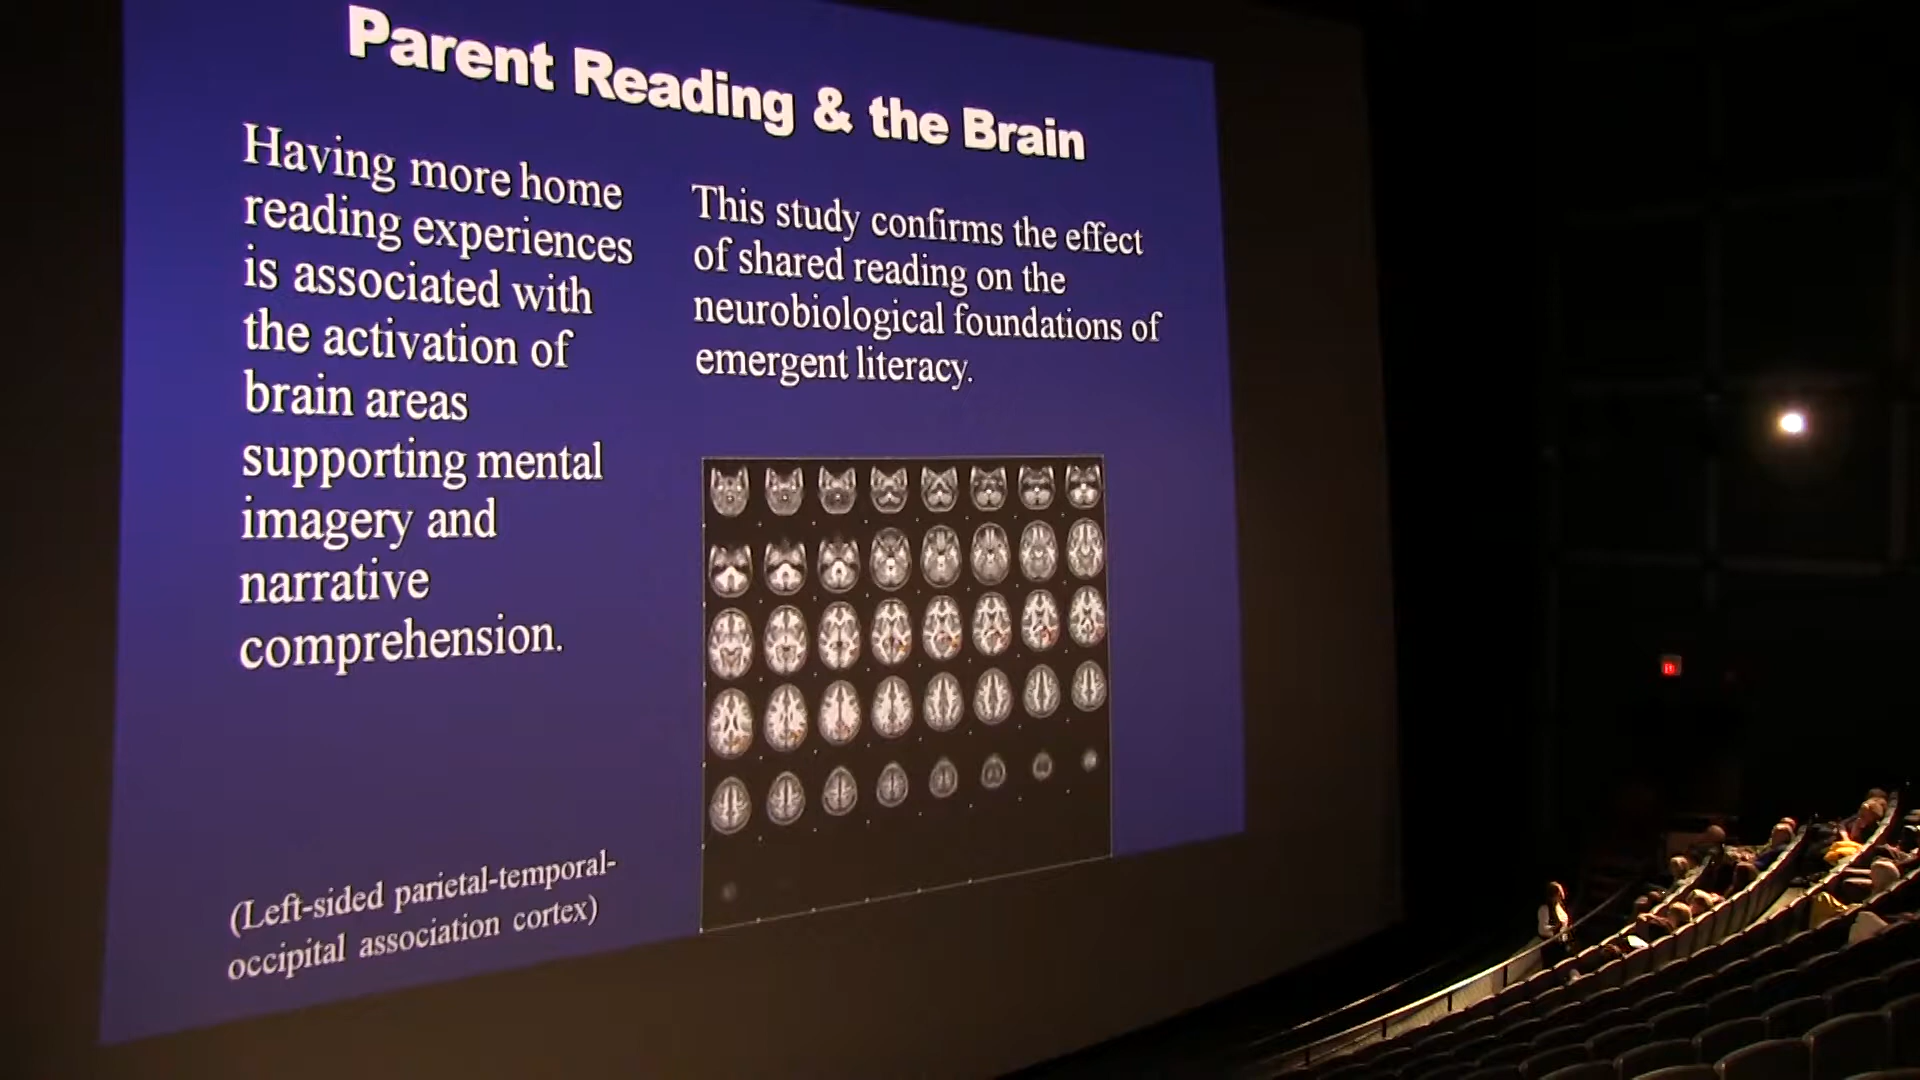 Parent Reading & the Brain
Having more home
reading experiences
is associated with
the activation of
brain areas
supporting mental
imagery and
narrative
comprehension.
(Left-sided parietal-temporal-
occipital association cortex)
This study confirms the effect
of shared reading on the
neurobiological foundations of
emergent literacy.